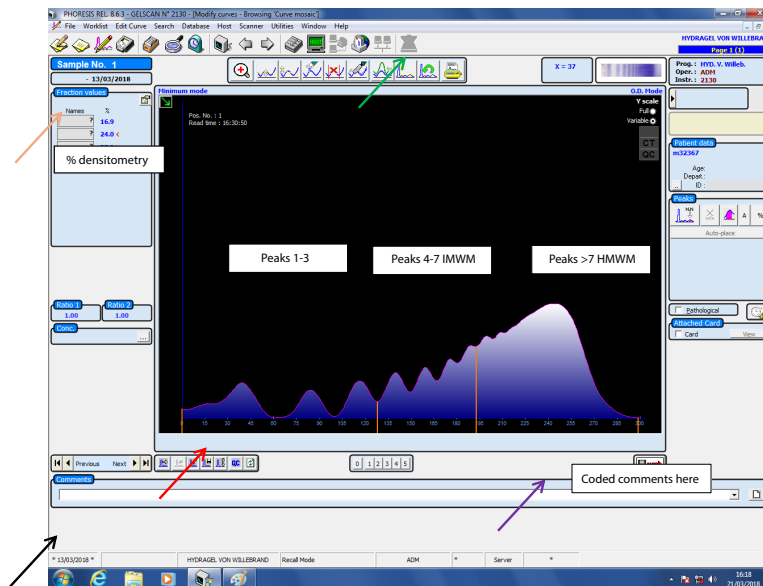 PHORESIS REL. 8.6.3 - GELSCAN N° 2130 - [Modify curves - Browsing 'Curve mosaic']
File Worklist Edit Curve Search Database Host Scanner Utilities Window Help
HYDRAGEL VON WILLEBRA
Page 1 (1)
Sample No. 1
- 13/03/2018
X = 37
Prog. : HYD. V. Willeb.
Oper. : ADM
Instr. : 2130
Fraction values
Names %
? 16.9
? 24.0 <
% densitometry
Minimum mode
O.D. Mode
Y scale
Full
Variable
CT
QC
Pos. No. : 1
Read time : 16:30:50
Patient data
m32367
Age:
Depart.:
.. ID :
Peaks
A %
Auto-place
Peaks 1-3
Peaks 4-7 IMWM
Peaks >7 HMWM
Ratio 1
1.00
Ratio 2
1.00
Conc.
...
Pathological
Attached Card
Card View
15 30 45 60 75 90 105 120 135 150 165 180 195 210 225 240 255 270 285 300
Previous Next
QC
0 1 2 3 4 5
Comments
Coded comments here
* 13/03/2018 *
HYDRAGEL VON WILLEBRAND
Recall Mode
ADM
*
Server
*
16:18
21/03/2018